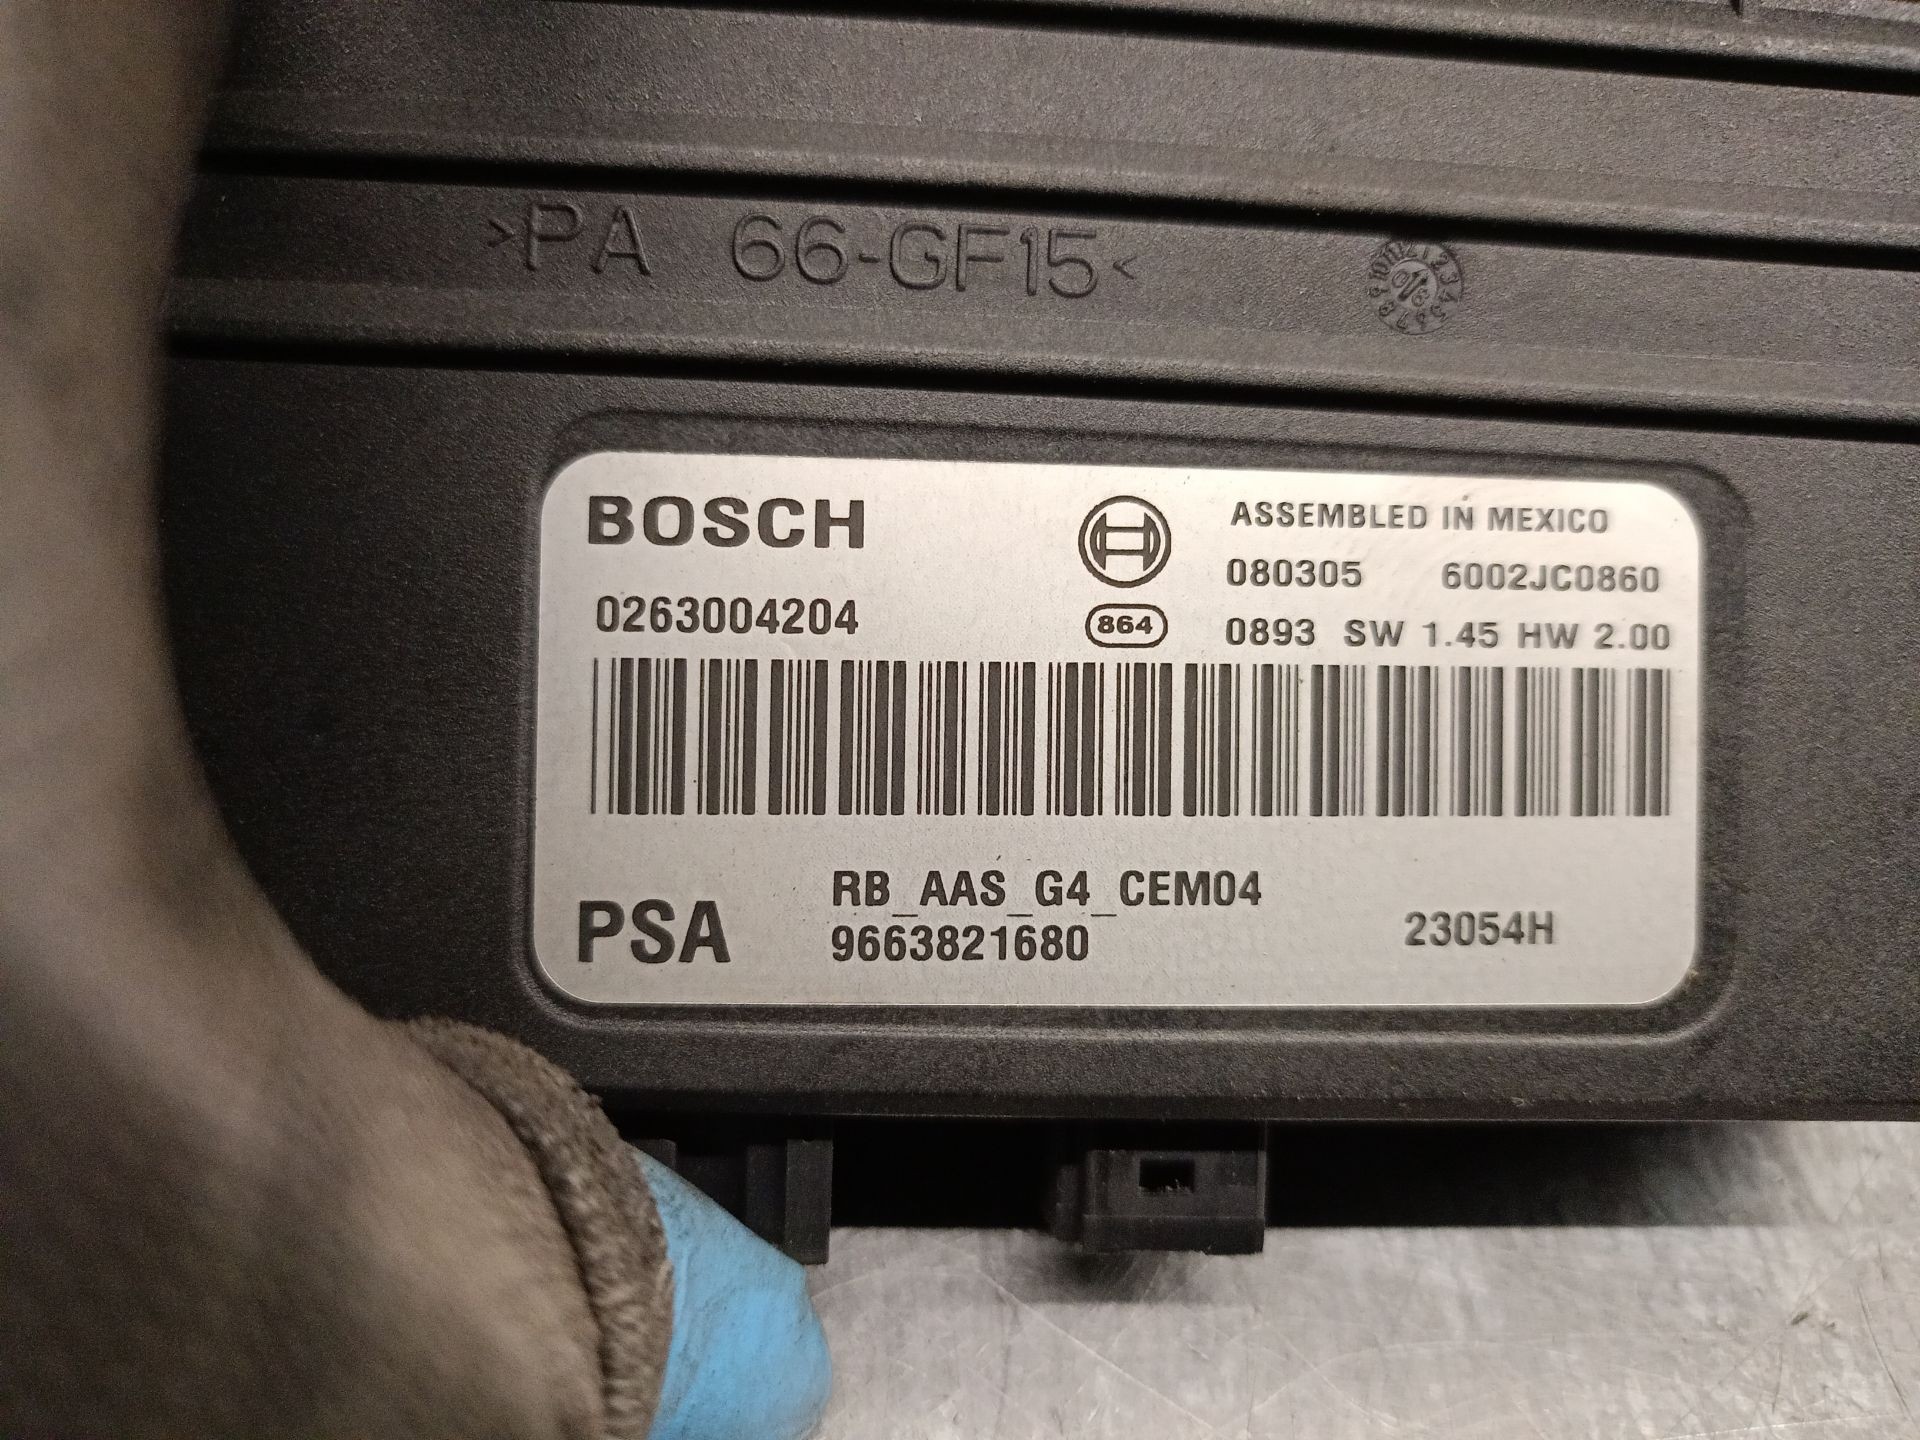 >PA 66-GF15<
BOSCH
0263004204
864
ASSEMBLED IN MEXICO
080305 6002JC0860
0893 SW 1.45 HW 2.00
PSA
RB_AAS_G4_CEM04
9663821680
23054H